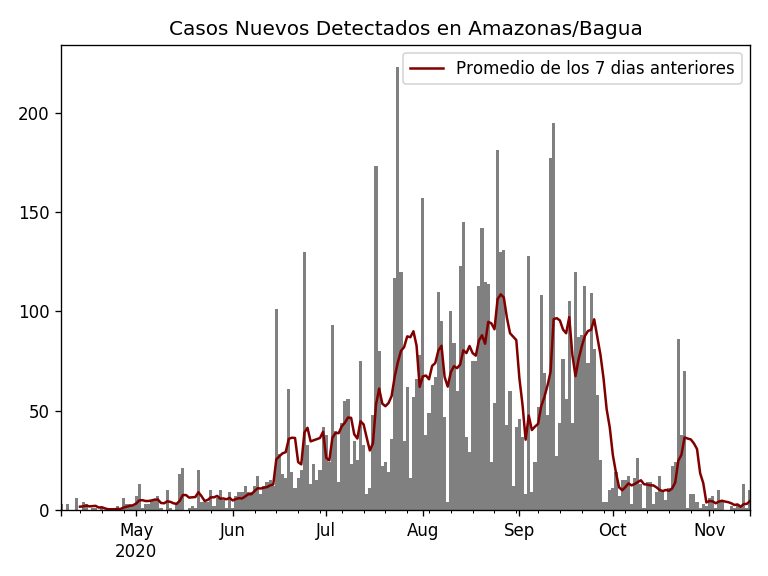 Casos Nuevos Detectados en Amazonas/Bagua
Promedio de los 7 dias anteriores
200
150
100
50
0
May Jun Jul Aug Sep Oct Nov
2020